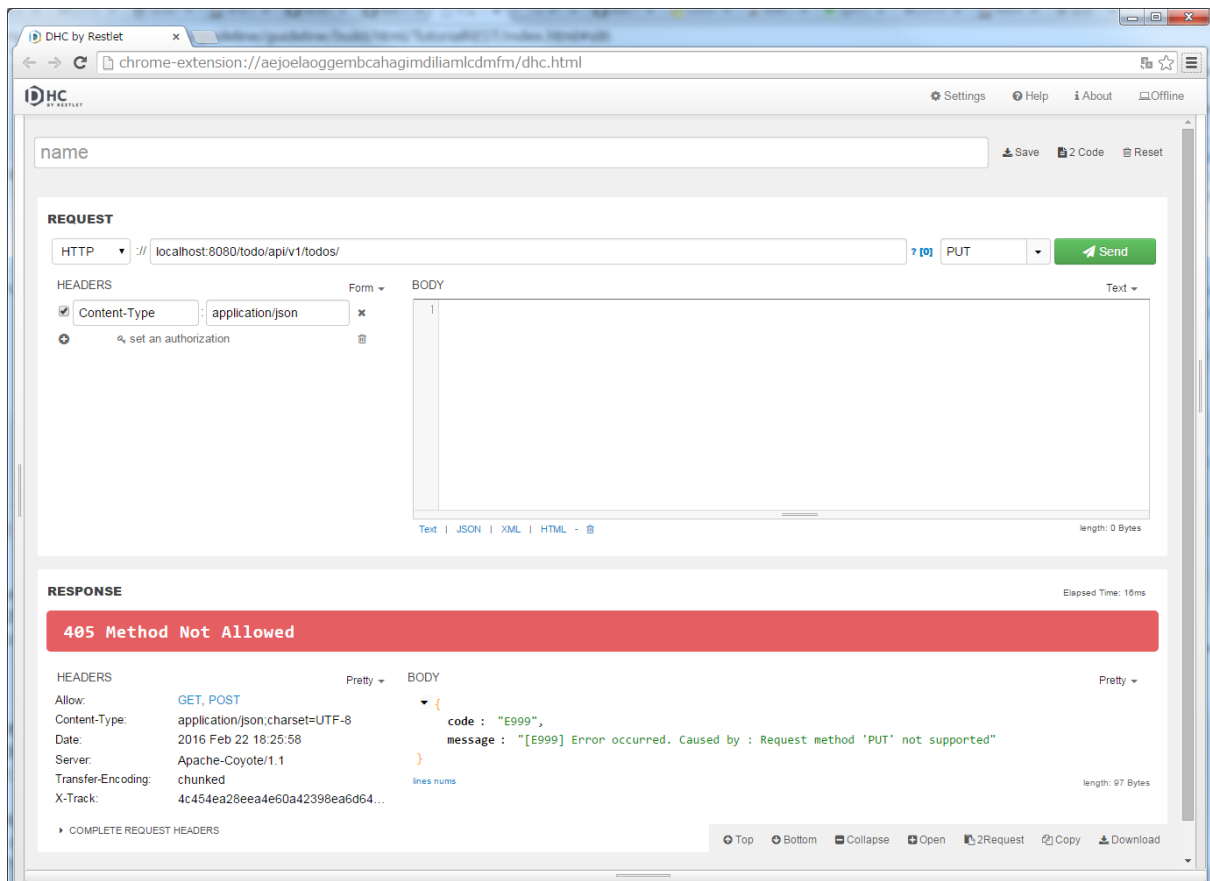 DHC by Restlet
chrome-extension://aejoelaoggembcahagimdiliamlcdmfm/dhc.html
DHC BY RESTLET
Settings Help About Offline
name
Save 2 Code Reset
REQUEST
HTTP :// localhost:8080/todo/api/v1/todos/ ? [0] PUT Send
HEADERS Form BODY Text
Content-Type : application/json 1
set an authorization
Text | JSON | XML | HTML - length: 0 Bytes
RESPONSE Elapsed Time: 16ms
405 Method Not Allowed
HEADERS Pretty BODY Pretty
Allow: GET, POST {
Content-Type: application/json;charset=UTF-8 code : "E999",
Date: 2016 Feb 22 18:25:58 message : "[E999] Error occurred. Caused by : Request method 'PUT' not supported"
Server: Apache-Coyote/1.1 }
Transfer-Encoding: chunked lines nums length: 97 Bytes
X-Track: 4c454ea28eea4e60a42398ea6d64...
COMPLETE REQUEST HEADERS
Top Bottom Collapse Open 2Request Copy Download